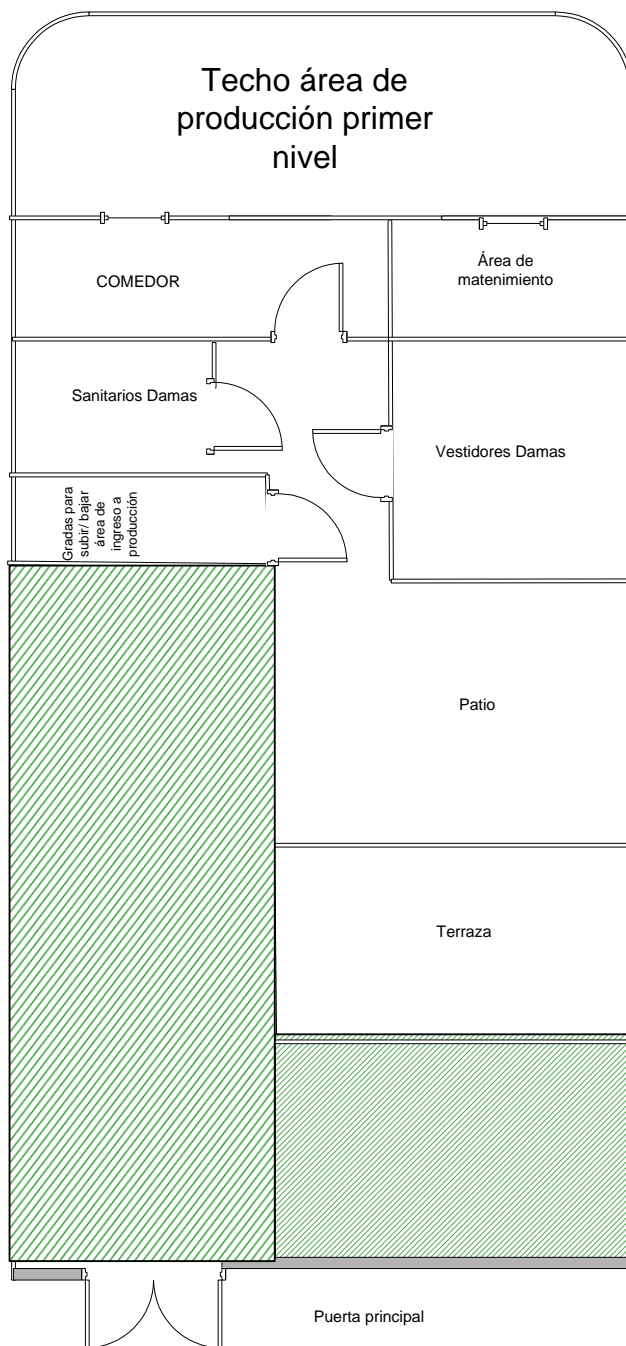 Techo área de
producción primer
nivel
COMEDOR
Área de
matenimiento
Sanitarios Damas
Vestidores Damas
Gradas para
subir/ bajar
área de
ingreso a
producción
Patio
Terraza
Puerta principal